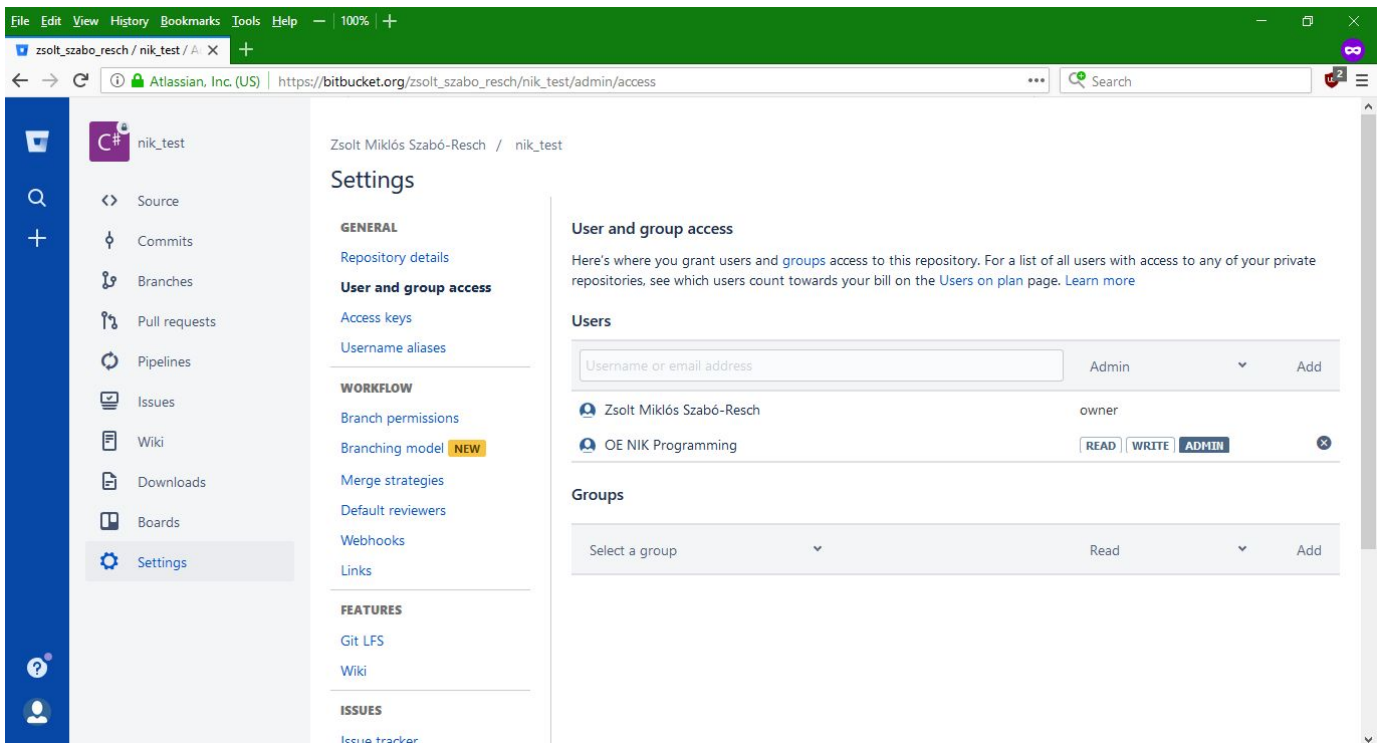 File Edit View History Bookmarks Tools Help — 100% +
zsolt_szabo_resch / nik_test / A
Atlassian, Inc. (US) https://bitbucket.org/zsolt_szabo_resch/nik_test/admin/access
Search
2
C#
nik_test
Source
Commits
Branches
Pull requests
Pipelines
Issues
Wiki
Downloads
Boards
Settings
Zsolt Miklós Szabó-Resch / nik_test
Settings
GENERAL
Repository details
User and group access
Access keys
Username aliases
WORKFLOW
Branch permissions
Branching model NEW
Merge strategies
Default reviewers
Webhooks
Links
FEATURES
Git LFS
Wiki
ISSUES
Issue tracker
User and group access
Here's where you grant users and groups access to this repository. For a list of all users with access to any of your private
repositories, see which users count towards your bill on the Users on plan page. Learn more
Users
Username or email address Admin Add
Zsolt Miklós Szabó-Resch owner
OE NIK Programming READ WRITE ADMIN
Groups
Select a group Read Add